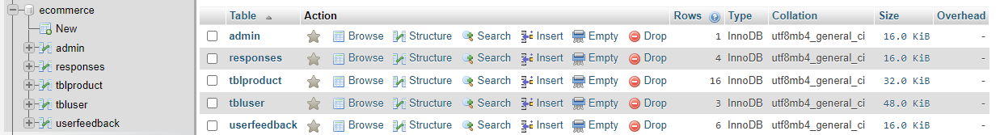 ecommerce
New
admin
responses
tblproduct
tbluser
userfeedback
Table Action Rows Type Collation Size Overhead
admin Browse Structure Search Insert Empty Drop 1 InnoDB utf8mb4_general_ci 16.0 KiB -
responses Browse Structure Search Insert Empty Drop 4 InnoDB utf8mb4_general_ci 16.0 KiB -
tblproduct Browse Structure Search Insert Empty Drop 16 InnoDB utf8mb4_general_ci 32.0 KiB -
tbluser Browse Structure Search Insert Empty Drop 3 InnoDB utf8mb4_general_ci 48.0 KiB -
userfeedback Browse Structure Search Insert Empty Drop 6 InnoDB utf8mb4_general_ci 16.0 KiB -